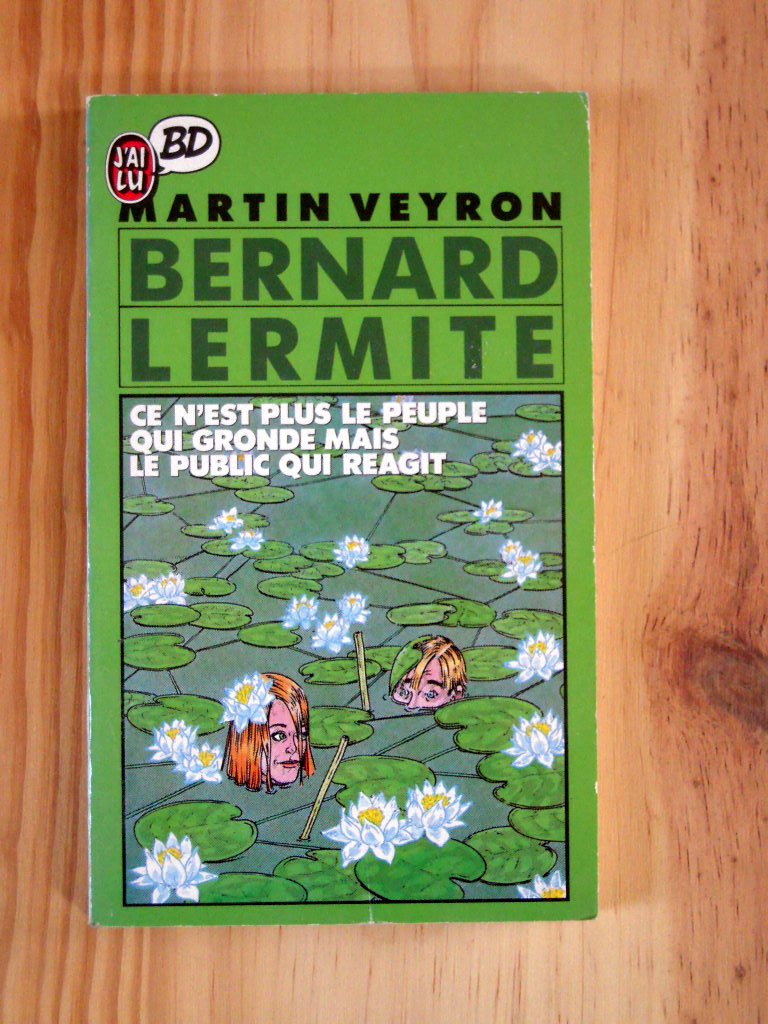 J'AI
LU
BD
MARTIN VEYRON
BERNARD
LERMITE
CE N'EST PLUS LE PEUPLE
QUI GRONDE MAIS
LE PUBLIC QUI REAGIT